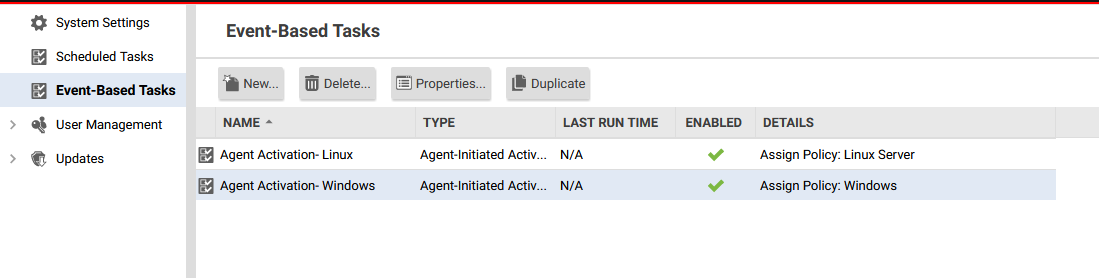 System Settings
Scheduled Tasks
Event-Based Tasks
User Management
Updates
Event-Based Tasks
New... Delete... Properties... Duplicate
NAME TYPE LAST RUN TIME ENABLED DETAILS
Agent Activation- Linux Agent-Initiated Activ... N/A Assign Policy: Linux Server
Agent Activation- Windows Agent-Initiated Activ... N/A Assign Policy: Windows